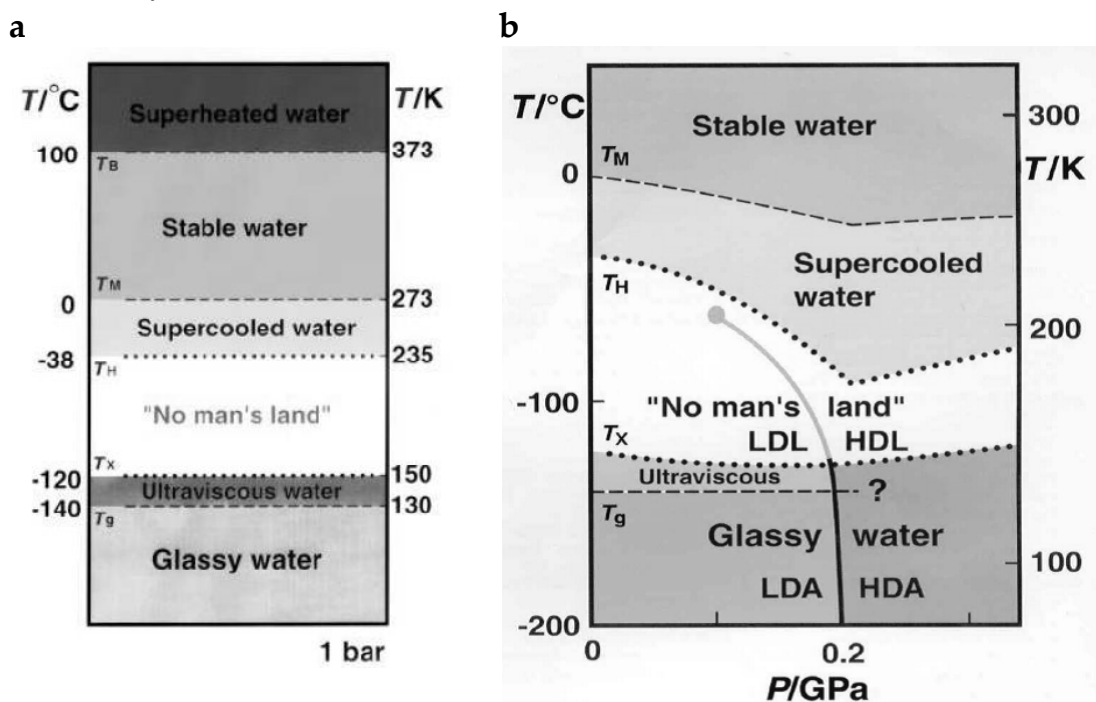 a
T/°C
T/K
Superheated water
100
373
TB
Stable water
TM
0
273
Supercooled water
-38
235
TH
"No man's land"
TX
-120
150
Ultraviscous water
-140
130
Tg
Glassy water
1 bar
b
T/°C
300
Stable water
T/K
TM
0
Supercooled
water
TH
200
-100
"No man's land"
LDL HDL
TX
Ultraviscous
?
Tg
Glassy water
100
LDA HDA
-200
0
0.2
P/GPa